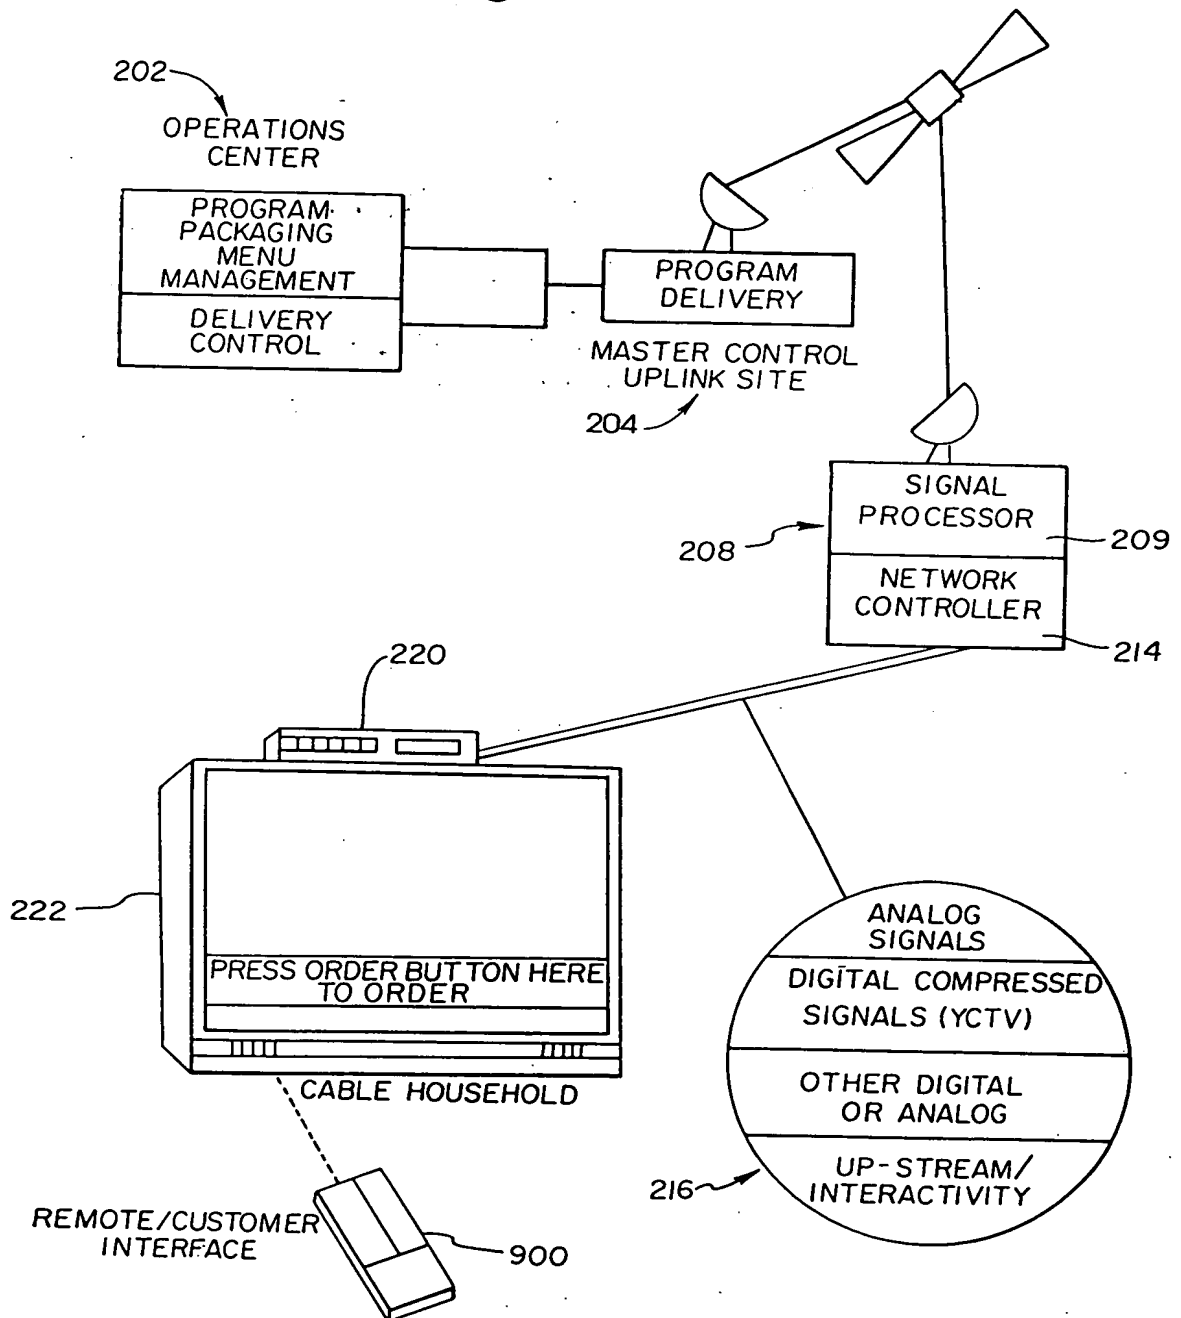 202
OPERATIONS
CENTER
PROGRAM
PACKAGING
MENU
MANAGEMENT
DELIVERY
CONTROL
PROGRAM
DELIVERY
MASTER CONTROL
UPLINK SITE
204
SIGNAL
PROCESSOR
208
209
NETWORK
CONTROLLER
214
220
222
PRESS ORDER BUTTON HERE
TO ORDER
CABLE HOUSEHOLD
ANALOG
SIGNALS
DIGITAL COMPRESSED
SIGNALS (YCTV)
OTHER DIGITAL
OR ANALOG
UP-STREAM/
INTERACTIVITY
216
REMOTE/CUSTOMER
INTERFACE
900